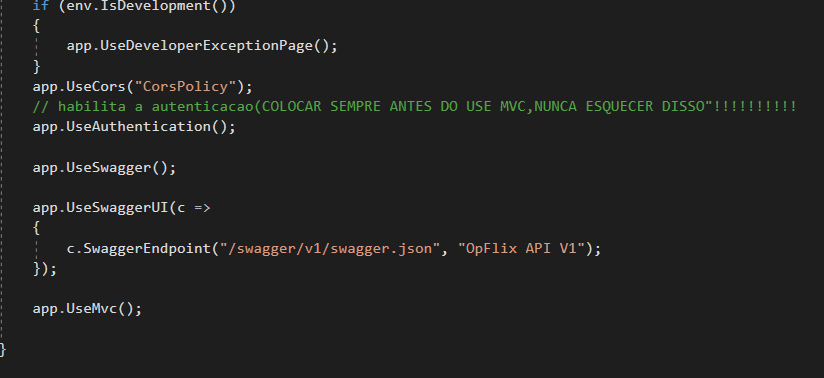 if (env.IsDevelopment())
{
app.UseDeveloperExceptionPage();
}
app.UseCors("CorsPolicy");
// habilita a autenticacao(COLOCAR SEMPRE ANTES DO USE MVC,NUNCA ESQUECER DISSO"!!!!!!!!!!
app.UseAuthentication();
app.UseSwagger();
app.UseSwaggerUI(c =>
{
c.SwaggerEndpoint("/swagger/v1/swagger.json", "OpFlix API V1");
});
app.UseMvc();
}